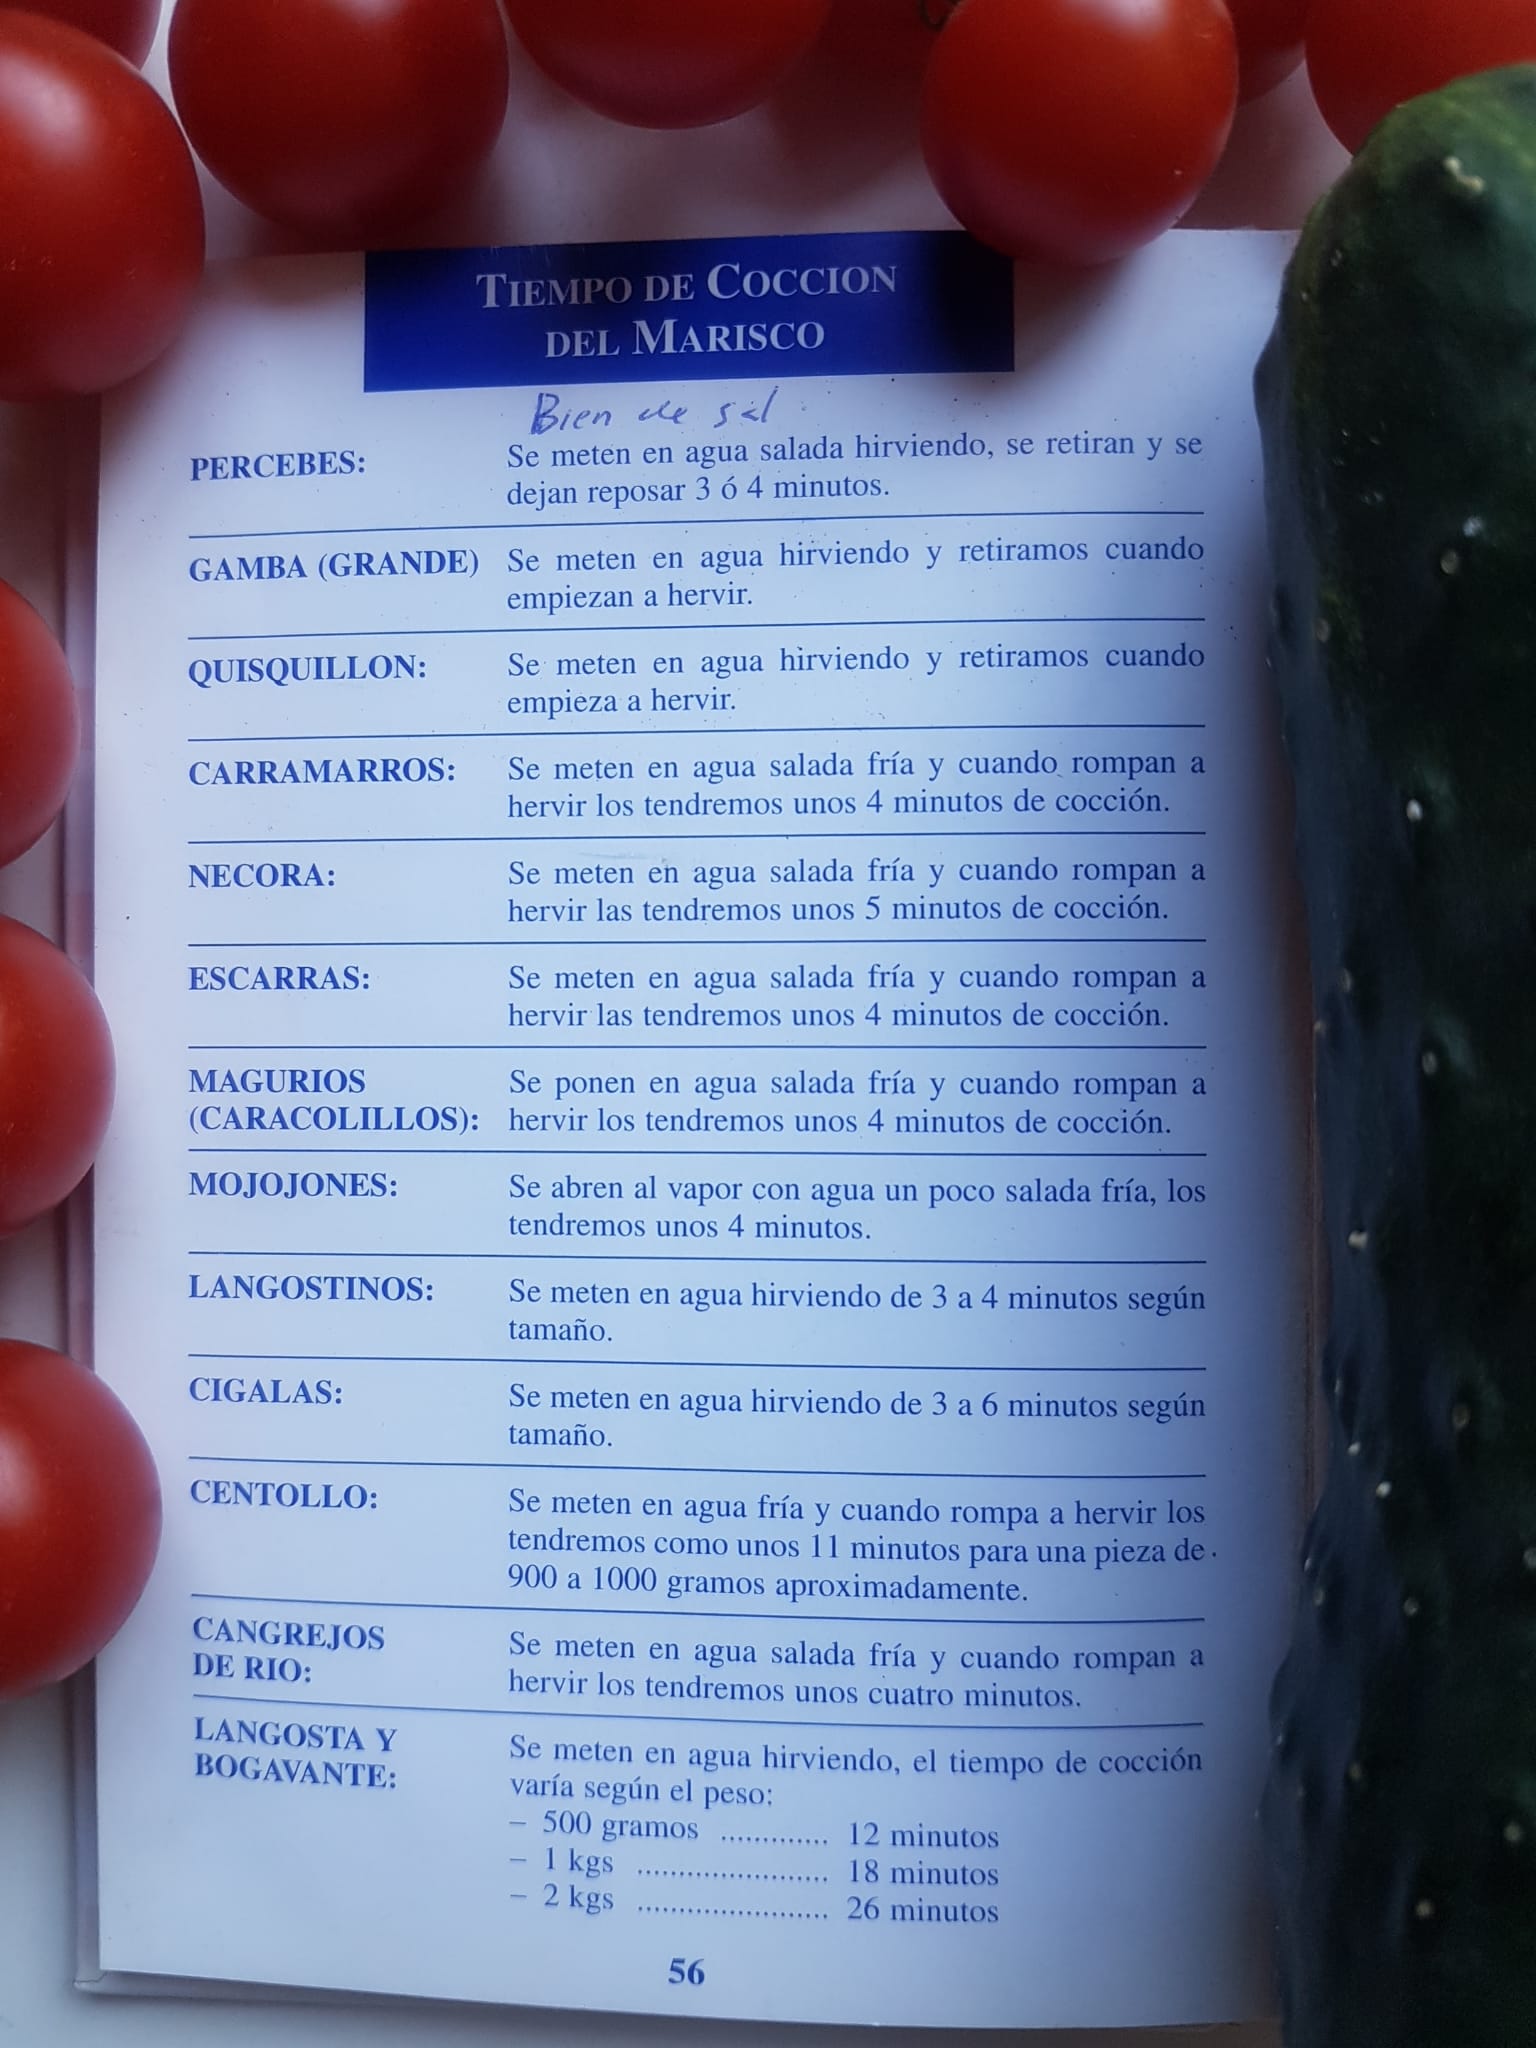 TIEMPO DE COCCION
DEL MARISCO
Bien de sal
PERCEBES: Se meten en agua salada hirviendo, se retiran y se
dejan reposar 3 ó 4 minutos.
GAMBA (GRANDE) Se meten en agua hirviendo y retiramos cuando
empiezan a hervir.
QUISQUILLON: Se meten en agua hirviendo y retiramos cuando
empieza a hervir.
CARRAMARROS: Se meten en agua salada fría y cuando rompan a
hervir los tendremos unos 4 minutos de cocción.
NECORA: Se meten en agua salada fría y cuando rompan a
hervir las tendremos unos 5 minutos de cocción.
ESCARRAS: Se meten en agua salada fría y cuando rompan a
hervir las tendremos unos 4 minutos de cocción.
MAGURIOS Se ponen en agua salada fría y cuando rompan a
(CARACOLILLOS): hervir los tendremos unos 4 minutos de cocción.
MOJOJONES: Se abren al vapor con agua un poco salada fría, los
tendremos unos 4 minutos.
LANGOSTINOS: Se meten en agua hirviendo de 3 a 4 minutos según
tamaño.
CIGALAS: Se meten en agua hirviendo de 3 a 6 minutos según
tamaño.
CENTOLLO: Se meten en agua fría y cuando rompa a hervir los
tendremos como unos 11 minutos para una pieza de
900 a 1000 gramos aproximadamente.
CANGREJOS Se meten en agua salada fría y cuando rompan a
DE RIO: hervir los tendremos unos cuatro minutos.
LANGOSTA Y Se meten en agua hirviendo, el tiempo de cocción
BOGAVANTE: varía según el peso:
– 500 gramos ............. 12 minutos
– 1 kgs ....................... 18 minutos
– 2 kgs ....................... 26 minutos
56